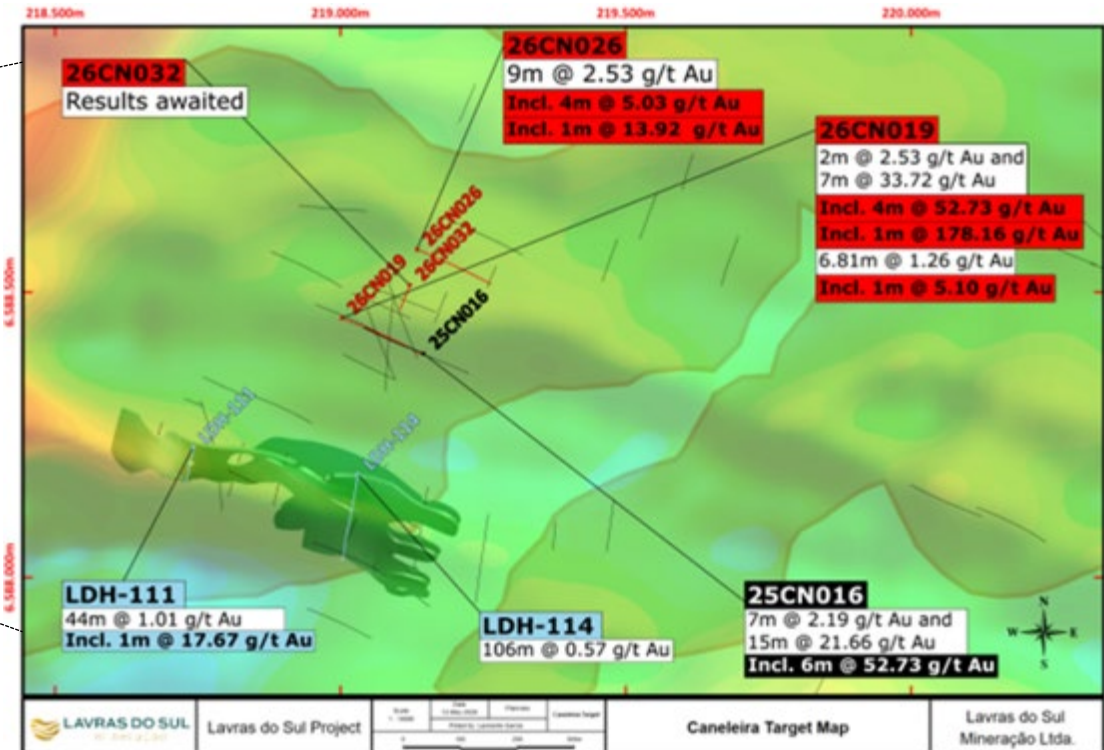 218.500m 219.000m 219.500m 220.000m
26CN032
Results awaited
26CN026
9m @ 2.53 g/t Au
Incl. 4m @ 5.03 g/t Au
Incl. 1m @ 13.92 g/t Au
26CN019
2m @ 2.53 g/t Au and
7m @ 33.72 g/t Au
Incl. 4m @ 52.73 g/t Au
Incl. 1m @ 178.16 g/t Au
6.81m @ 1.26 g/t Au
Incl. 1m @ 5.10 g/t Au
26CN026
26CN032
26CN019
25CN016
6.588.500m
LDH-111
LDH-114
6.588.000m
LDH-111
44m @ 1.01 g/t Au
Incl. 1m @ 17.67 g/t Au
LDH-114
106m @ 0.57 g/t Au
25CN016
7m @ 2.19 g/t Au and
15m @ 21.66 g/t Au
Incl. 6m @ 52.73 g/t Au
N
W E
S
LAVRAS DO SUL
Lavras do Sul Project
Caneleira Target Map
Lavras do Sul
Mineração Ltda.